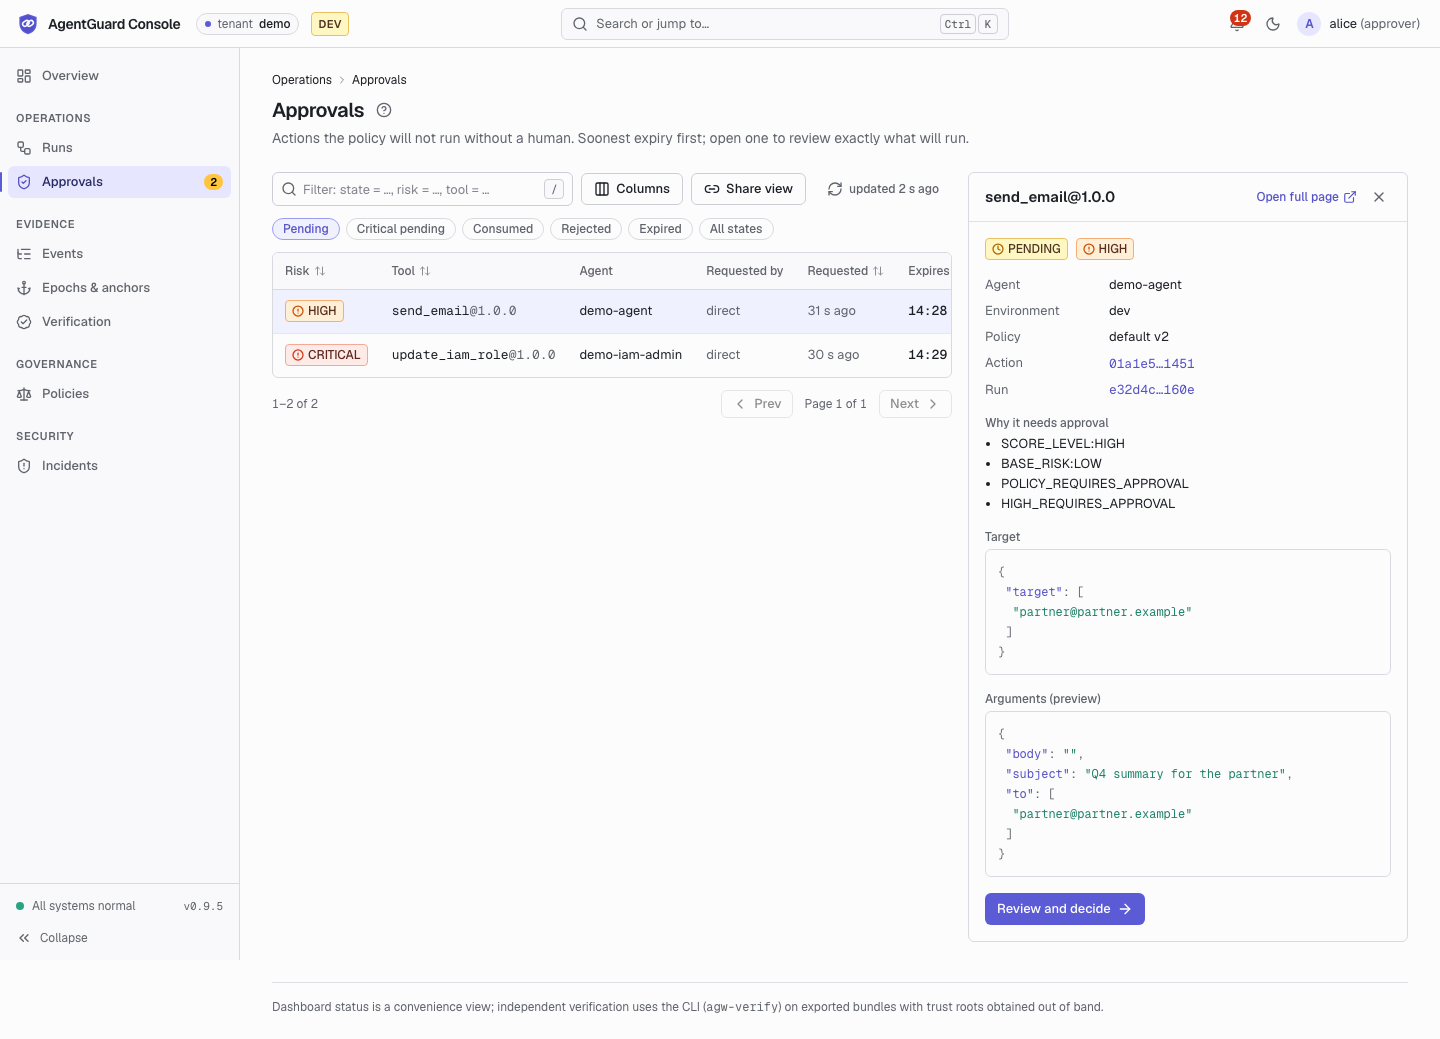 AgentGuard Console
tenant demo
DEV
Search or jump to…
Ctrl K
12
A
alice (approver)
Overview
OPERATIONS
Runs
Approvals
2
EVIDENCE
Events
Epochs & anchors
Verification
GOVERNANCE
Policies
SECURITY
Incidents
All systems normal
v0.9.5
Collapse
Operations
Approvals
Approvals
Actions the policy will not run without a human. Soonest expiry first; open one to review exactly what will run.
Filter: state = …, risk = …, tool = …
/
Columns
Share view
updated 2 s ago
Pending
Critical pending
Consumed
Rejected
Expired
All states
Risk Tool Agent Requested by Requested Expires
HIGH send_email@1.0.0 demo-agent direct 31 s ago 14:28
CRITICAL update_iam_role@1.0.0 demo-iam-admin direct 30 s ago 14:29
1–2 of 2
Prev
Page 1 of 1
Next
send_email@1.0.0
Open full page
PENDING
HIGH
Agent demo-agent
Environment dev
Policy default v2
Action 01a1e5…1451
Run e32d4c…160e
Why it needs approval
• SCORE_LEVEL:HIGH
• BASE_RISK:LOW
• POLICY_REQUIRES_APPROVAL
• HIGH_REQUIRES_APPROVAL
Target
{
"target": [
"partner@partner.example"
]
}
Arguments (preview)
{
"body": "",
"subject": "Q4 summary for the partner",
"to": [
"partner@partner.example"
]
}
Review and decide
Dashboard status is a convenience view; independent verification uses the CLI (agw-verify) on exported bundles with trust roots obtained out of band.